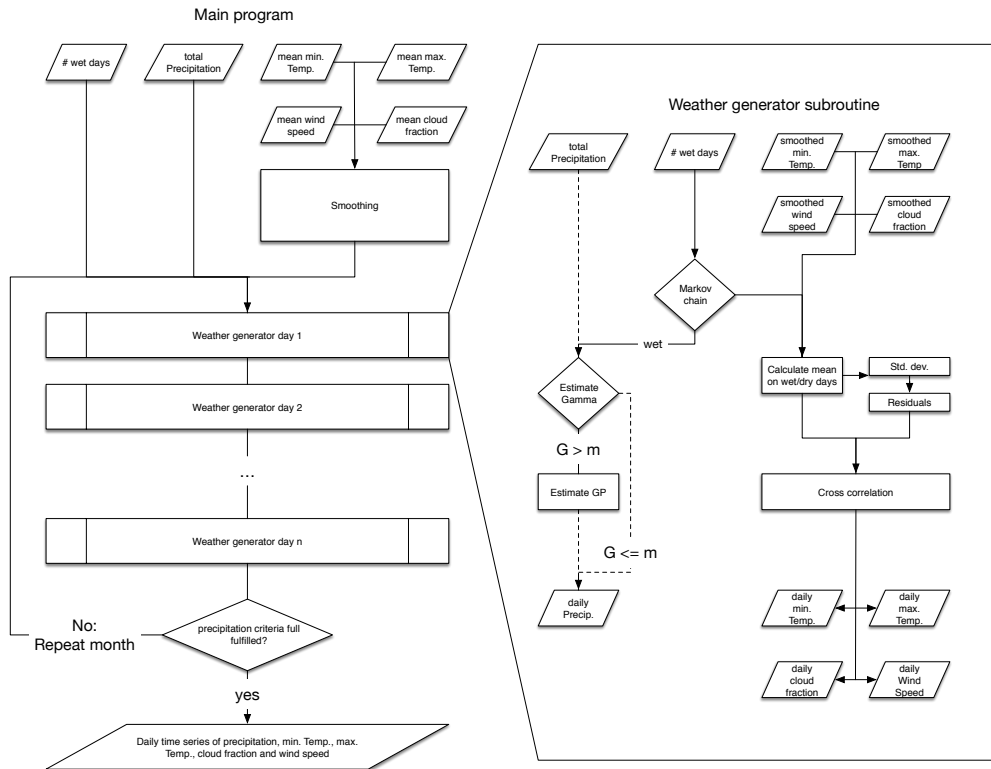 Main program
# wet days
total
Precipitation
mean min.
Temp.
mean max.
Temp.
mean wind
speed
mean cloud
fraction
Smoothing
Weather generator day 1
Weather generator day 2
...
Weather generator day n
precipitation criteria full
fulfilled?
No:
Repeat month
yes
Daily time series of precipitation, min. Temp., max.
Temp., cloud fraction and wind speed
Weather generator subroutine
total
Precipitation
# wet days
smoothed
min.
Temp.
smoothed
max.
Temp
smoothed
wind
speed
smoothed
cloud
fraction
Markov
chain
wet
Estimate
Gamma
Calculate mean
on wet/dry days
Std. dev.
Residuals
G > m
Estimate GP
Cross correlation
G <= m
daily
Precip.
daily
min.
Temp.
daily
max.
Temp.
daily
cloud
fraction
daily
Wind
Speed